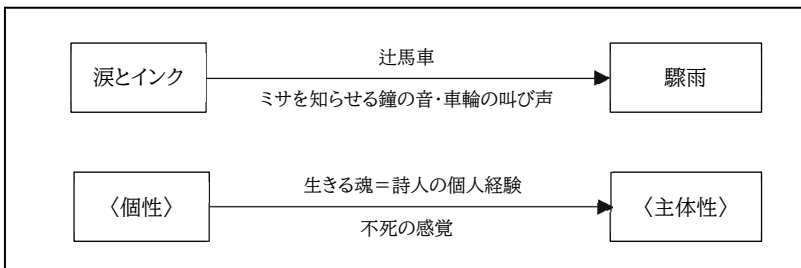 辻馬車
涙とインク
驟雨
ミサを知らせる鐘の音・車輪の叫び声
生きる魂＝詩人の個人経験
〈個性〉
〈主体性〉
不死の感覚